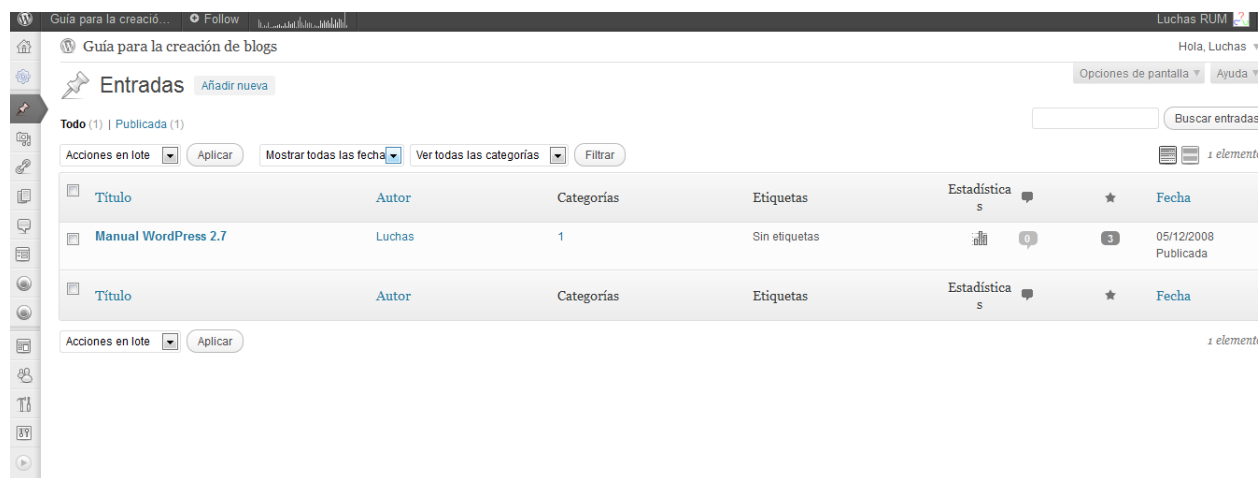 Guía para la creació... Follow Luchas RUM
Guía para la creación de blogs Hola, Luchas
Opciones de pantalla Ayuda
Entradas Añadir nueva
Todo (1) | Publicada (1) Buscar entradas
Acciones en lote Aplicar Mostrar todas las fecha Ver todas las categorías Filtrar 1 elemento
Título Autor Categorías Etiquetas Estadística Fecha
s
Manual WordPress 2.7 Luchas 1 Sin etiquetas 0 3 05/12/2008
Publicada
Título Autor Categorías Etiquetas Estadística Fecha
s
Acciones en lote Aplicar 1 elemento